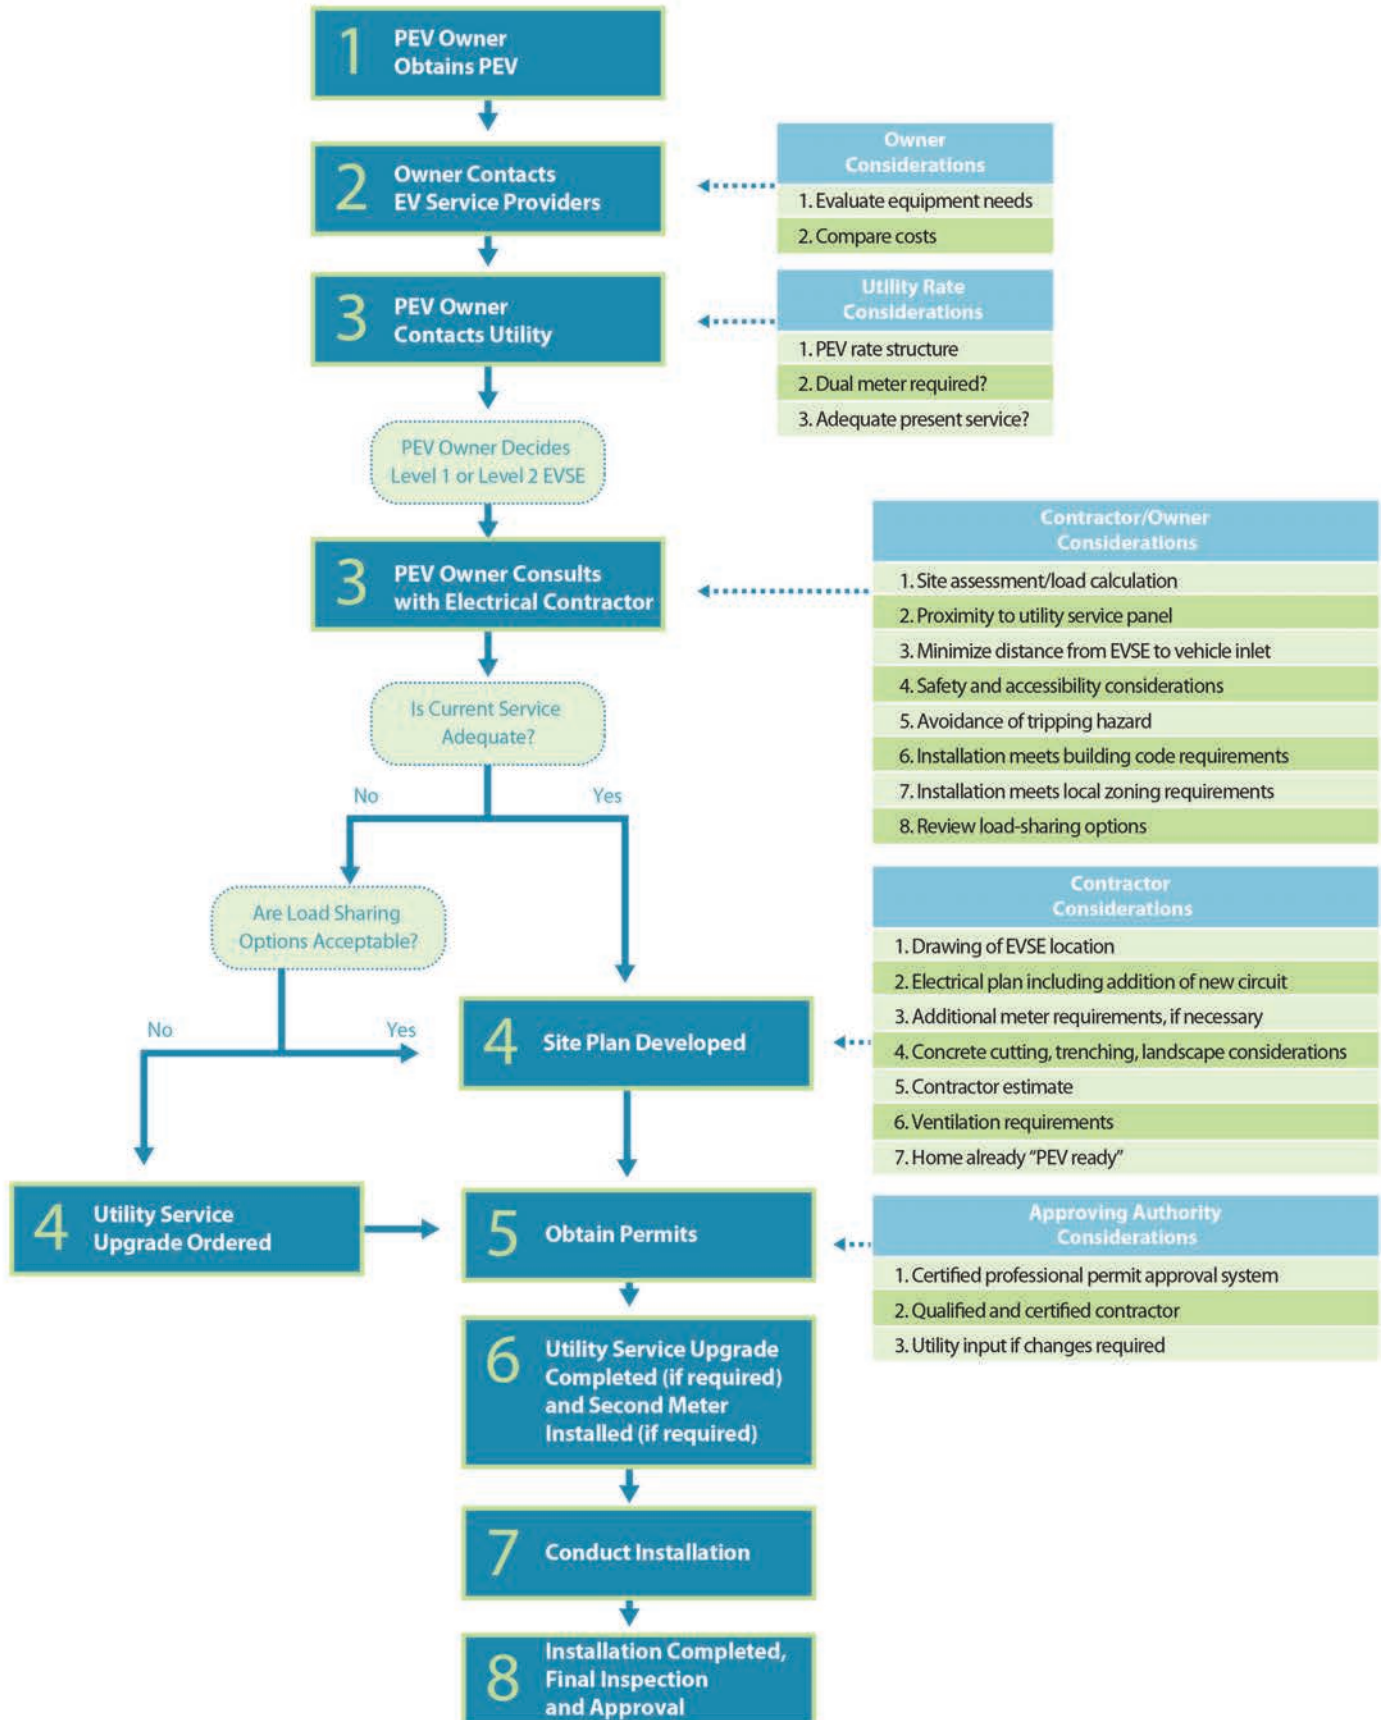 1
PEV Owner
Obtains PEV
2
Owner Contacts
EV Service Providers
Owner
Considerations
1. Evaluate equipment needs
2. Compare costs
3
PEV Owner
Contacts Utility
Utility Rate
Considerations
1. PEV rate structure
2. Dual meter required?
3. Adequate present service?
PEV Owner Decides
Level 1 or Level 2 EVSE
3
PEV Owner Consults
with Electrical Contractor
Contractor/Owner
Considerations
1. Site assessment/load calculation
2. Proximity to utility service panel
3. Minimize distance from EVSE to vehicle inlet
4. Safety and accessibility considerations
5. Avoidance of tripping hazard
6. Installation meets building code requirements
7. Installation meets local zoning requirements
8. Review load-sharing options
Is Current Service
Adequate?
No
Yes
Are Load Sharing
Options Acceptable?
No
Yes
4
Site Plan Developed
Contractor
Considerations
1. Drawing of EVSE location
2. Electrical plan including addition of new circuit
3. Additional meter requirements, if necessary
4. Concrete cutting, trenching, landscape considerations
5. Contractor estimate
6. Ventilation requirements
7. Home already “PEV ready”
4
Utility Service
Upgrade Ordered
5
Obtain Permits
Approving Authority
Considerations
1. Certified professional permit approval system
2. Qualified and certified contractor
3. Utility input if changes required
6
Utility Service Upgrade
Completed (if required)
and Second Meter
Installed (if required)
7
Conduct Installation
8
Installation Completed,
Final Inspection
and Approval